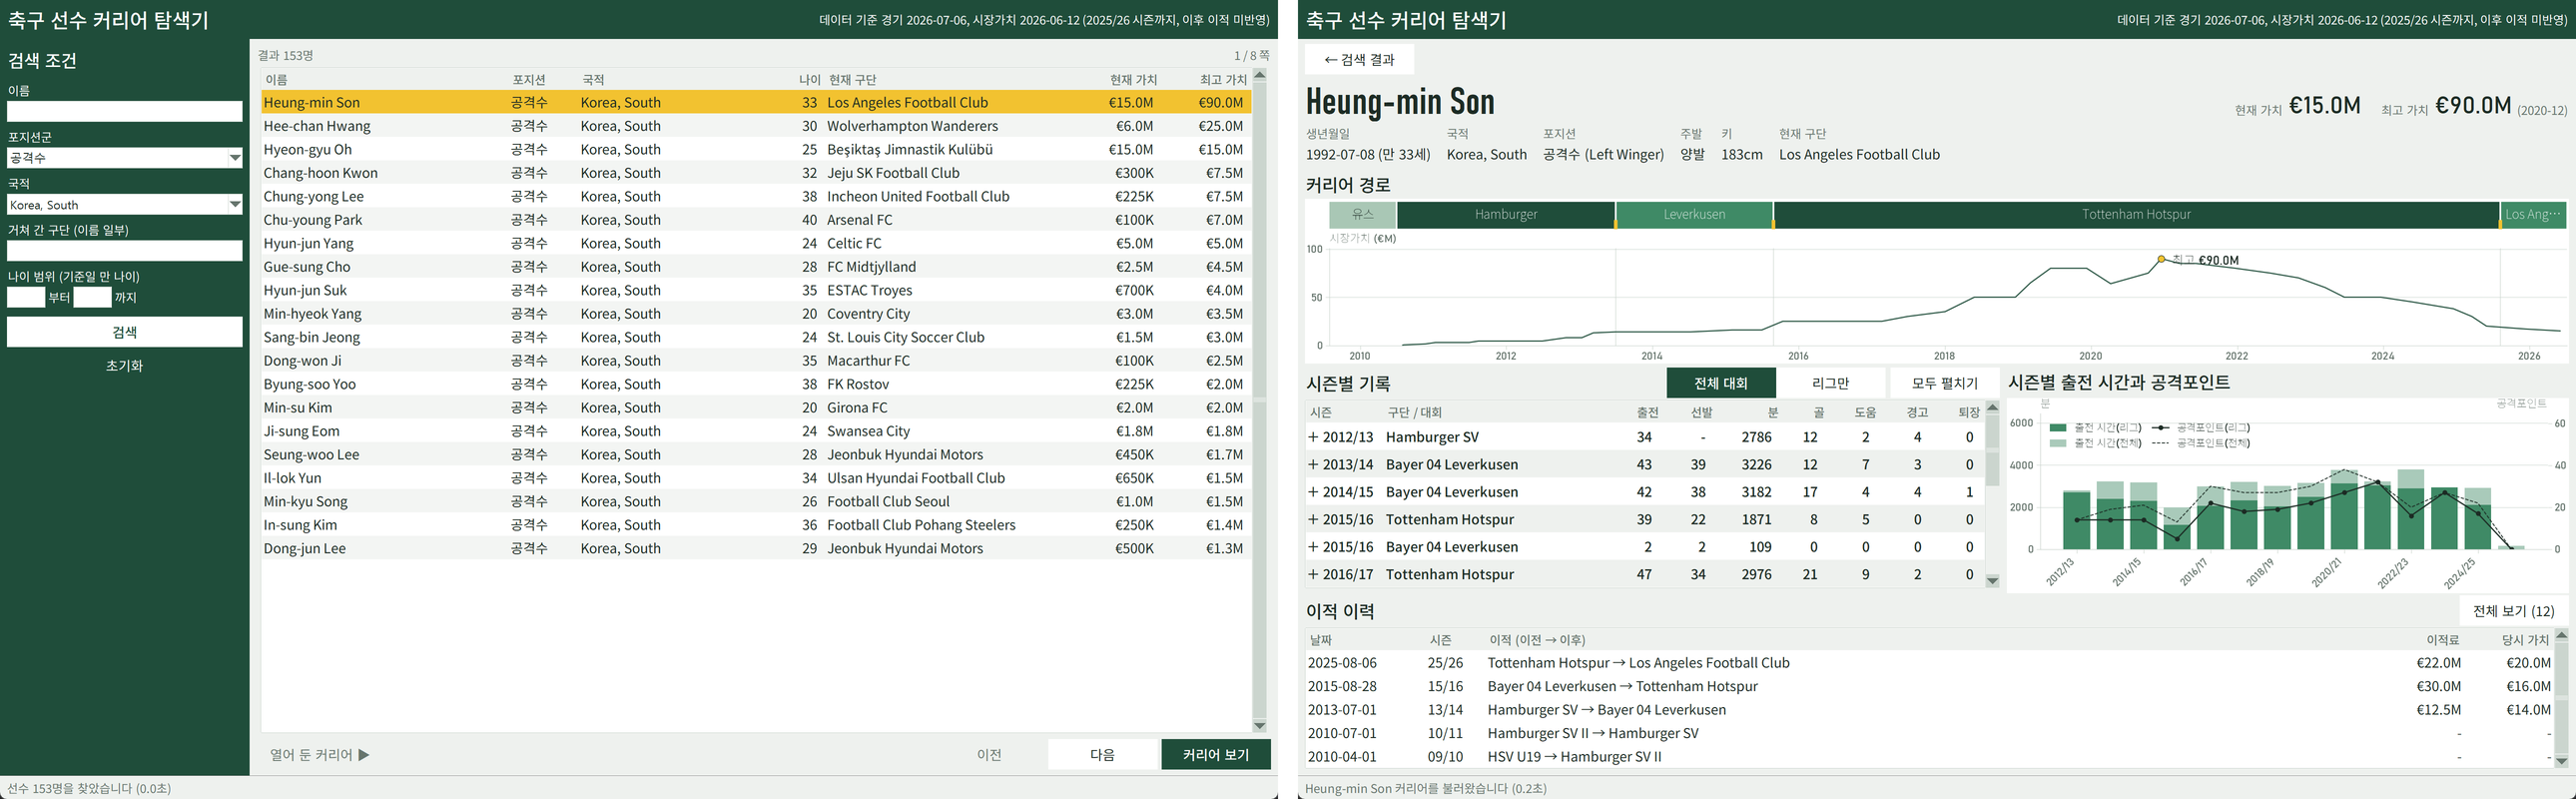 축구 선수 커리어 탐색기
데이터 기준 경기 2026-07-06, 시장가치 2026-06-12 (2025/26 시즌까지, 이후 이적 미반영)
검색 조건
이름
포지션군
공격수
국적
Korea, South
거쳐 간 구단 (이름 일부)
나이 범위 (기준일 만 나이)
부터 까지
검색
초기화
결과 153명
1 / 8 쪽
이름 포지션 국적 나이 현재 구단 현재 가치 최고 가치
Heung-min Son 공격수 Korea, South 33 Los Angeles Football Club €15.0M €90.0M
Hee-chan Hwang 공격수 Korea, South 30 Wolverhampton Wanderers €6.0M €25.0M
Hyeon-gyu Oh 공격수 Korea, South 25 Beşiktaş Jimnastik Kulübü €15.0M €15.0M
Chang-hoon Kwon 공격수 Korea, South 32 Jeju SK Football Club €300K €7.5M
Chung-yong Lee 공격수 Korea, South 38 Incheon United Football Club €225K €7.5M
Chu-young Park 공격수 Korea, South 40 Arsenal FC €100K €7.0M
Hyun-jun Yang 공격수 Korea, South 24 Celtic FC €5.0M €5.0M
Gue-sung Cho 공격수 Korea, South 28 FC Midtjylland €2.5M €4.5M
Hyun-jun Suk 공격수 Korea, South 35 ESTAC Troyes €700K €4.0M
Min-hyeok Yang 공격수 Korea, South 20 Coventry City €3.0M €3.5M
Sang-bin Jeong 공격수 Korea, South 24 St. Louis City Soccer Club €1.5M €3.0M
Dong-won Ji 공격수 Korea, South 35 Macarthur FC €100K €2.5M
Byung-soo Yoo 공격수 Korea, South 38 FK Rostov €225K €2.0M
Min-su Kim 공격수 Korea, South 20 Girona FC €2.0M €2.0M
Ji-sung Eom 공격수 Korea, South 24 Swansea City €1.8M €1.8M
Seung-woo Lee 공격수 Korea, South 28 Jeonbuk Hyundai Motors €450K €1.7M
Il-lok Yun 공격수 Korea, South 34 Ulsan Hyundai Football Club €650K €1.5M
Min-kyu Song 공격수 Korea, South 26 Football Club Seoul €1.0M €1.5M
In-sung Kim 공격수 Korea, South 36 Football Club Pohang Steelers €250K €1.4M
Dong-jun Lee 공격수 Korea, South 29 Jeonbuk Hyundai Motors €500K €1.3M
열어 둔 커리어 ▶
이전 다음 커리어 보기
선수 153명을 찾았습니다 (0.0초)
축구 선수 커리어 탐색기
데이터 기준 경기 2026-07-06, 시장가치 2026-06-12 (2025/26 시즌까지, 이후 이적 미반영)
← 검색 결과
Heung-min Son
현재 가치 €15.0M 최고 가치 €90.0M (2020-12)
생년월일 국적 포지션 주발 키 현재 구단
1992-07-08 (만 33세) Korea, South 공격수 (Left Winger) 양발 183cm Los Angeles Football Club
커리어 경로
유스 Hamburger Leverkusen Tottenham Hotspur Los Ang…
시장가치 (€M)
100
최고 €90.0M
50
0
2010 2012 2014 2016 2018 2020 2022 2024 2026
시즌별 기록
전체 대회 리그만 모두 펼치기
시즌 구단 / 대회 출전 선발 분 골 도움 경고 퇴장
+ 2012/13 Hamburger SV 34 - 2786 12 2 4 0
+ 2013/14 Bayer 04 Leverkusen 43 39 3226 12 7 3 0
+ 2014/15 Bayer 04 Leverkusen 42 38 3182 17 4 4 1
+ 2015/16 Tottenham Hotspur 39 22 1871 8 5 0 0
+ 2015/16 Bayer 04 Leverkusen 2 2 109 0 0 0 0
+ 2016/17 Tottenham Hotspur 47 34 2976 21 9 2 0
시즌별 출전 시간과 공격포인트
분 공격포인트
6000 60
출전 시간(리그) 공격포인트(리그)
출전 시간(전체) 공격포인트(전체)
4000 40
2000 20
0 0
2012/13 2014/15 2016/17 2018/19 2020/21 2022/23 2024/25
이적 이력
전체 보기 (12)
날짜 시즌 이적 (이전 → 이후) 이적료 당시 가치
2025-08-06 25/26 Tottenham Hotspur → Los Angeles Football Club €22.0M €20.0M
2015-08-28 15/16 Bayer 04 Leverkusen → Tottenham Hotspur €30.0M €16.0M
2013-07-01 13/14 Hamburger SV → Bayer 04 Leverkusen €12.5M €14.0M
2010-07-01 10/11 Hamburger SV II → Hamburger SV - -
2010-04-01 09/10 HSV U19 → Hamburger SV II - -
Heung-min Son 커리어를 불러왔습니다 (0.2초)